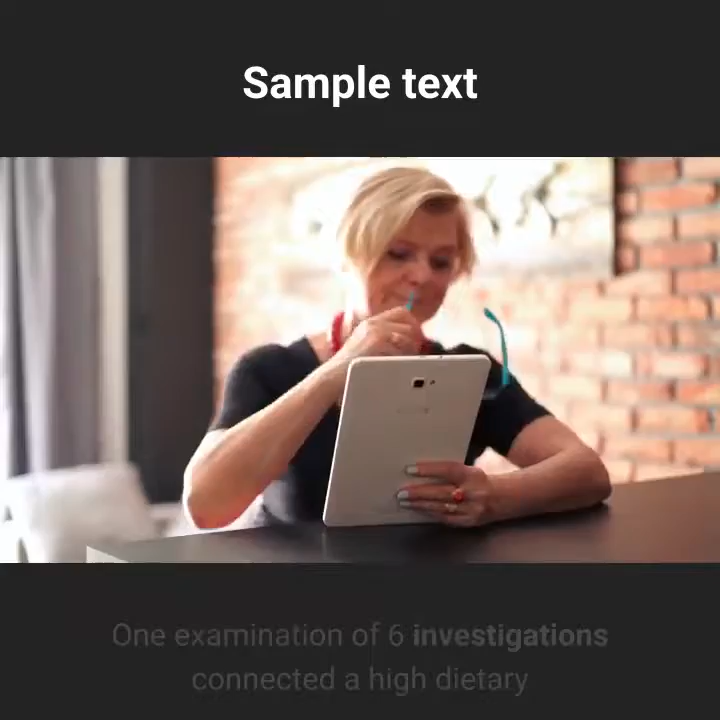 Sample text
One examination of 6 investigations
connected a high dietary